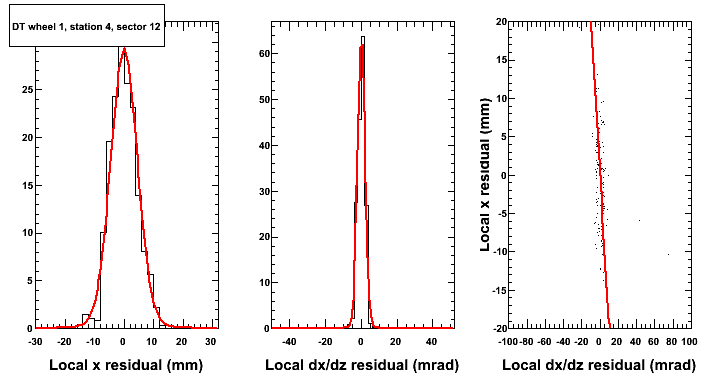 DT wheel 1, station 4, sector 12
30
25
20
15
10
5
0
-30 -20 -10 0 10 20 30
Local x residual (mm)
60
50
40
30
20
10
0
-40 -20 0 20 40
Local dx/dz residual (mrad)
Local x residual (mm)
20
15
10
5
0
-5
-10
-15
-20
-100 -80 -60 -40 -20 0 20 40 60 80 100
Local dx/dz residual (mrad)